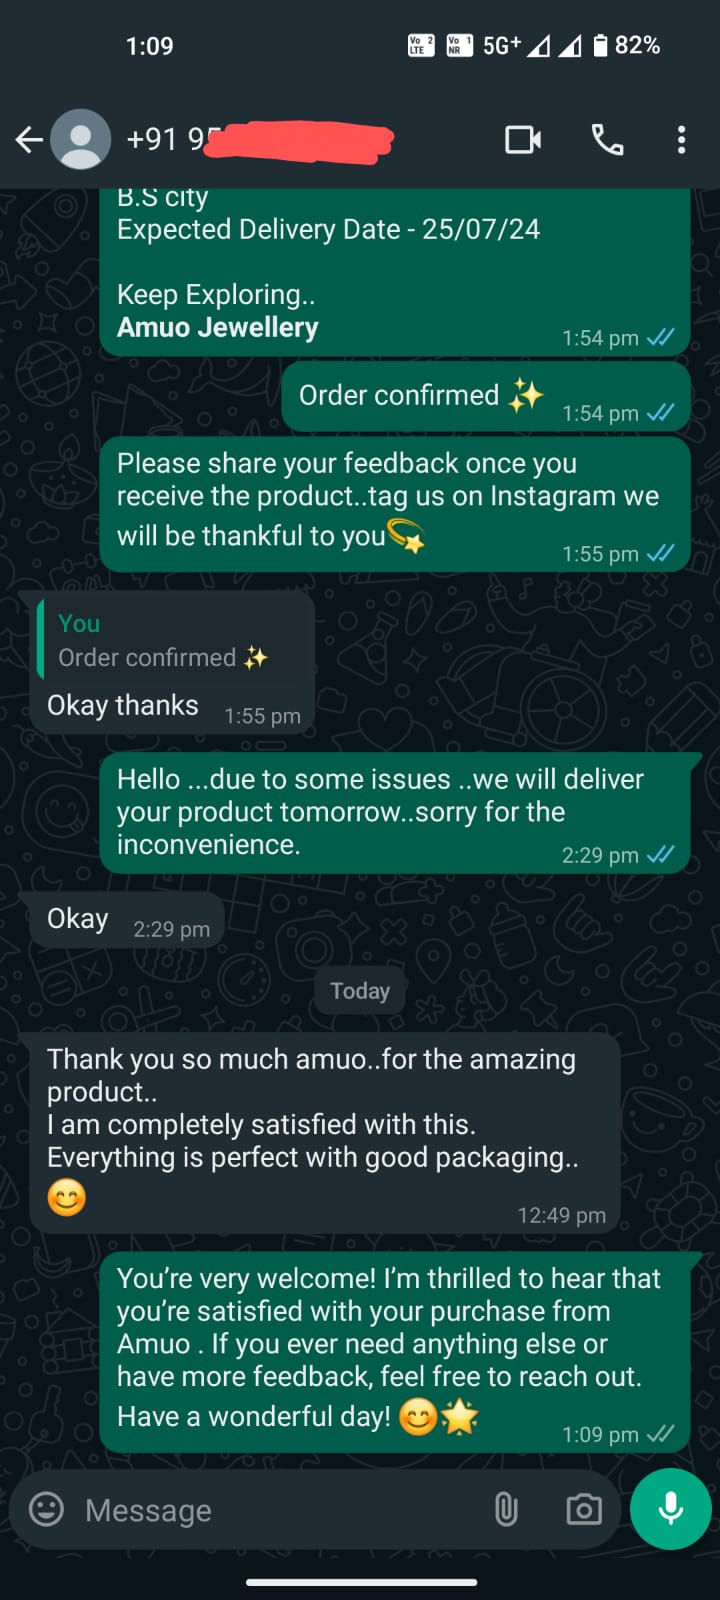 1:09
Vo 2
LTE
Vo 1
NR
5G+
82%
+91 95
B.S city
Expected Delivery Date - 25/07/24
Keep Exploring..
Amuo Jewellery
1:54 pm
Order confirmed ✨
1:54 pm
Please share your feedback once you
receive the product..tag us on Instagram we
will be thankful to you💫
1:55 pm
You
Order confirmed ✨
Okay thanks
1:55 pm
Hello ...due to some issues ..we will deliver
your product tomorrow..sorry for the
inconvenience.
2:29 pm
Okay
2:29 pm
Today
Thank you so much amuo..for the amazing
product..
I am completely satisfied with this.
Everything is perfect with good packaging..
😊
12:49 pm
You’re very welcome! I’m thrilled to hear that
you’re satisfied with your purchase from
Amuo . If you ever need anything else or
have more feedback, feel free to reach out.
Have a wonderful day! 😊🌟
1:09 pm
Message